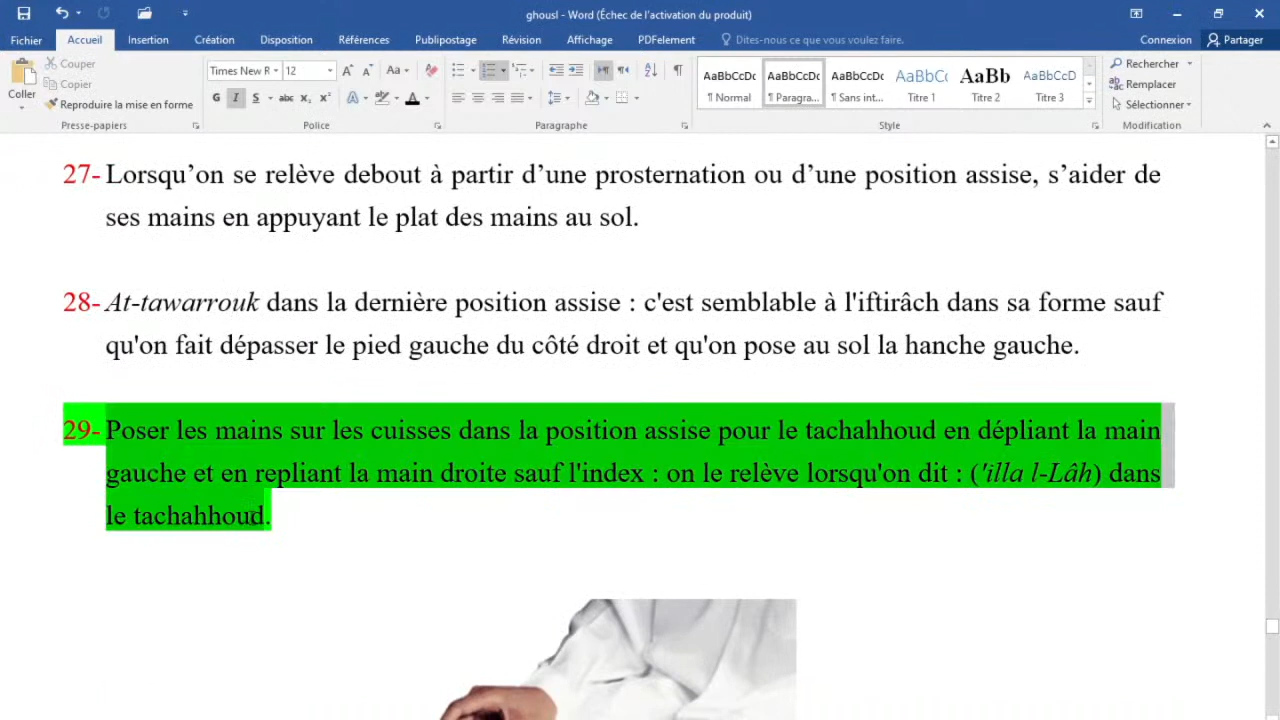 ghousl - Word (Échec de l'activation du produit)
Fichier Accueil Insertion Création Disposition Références Publipostage Révision Affichage PDFelement Dites-nous ce que vous voulez faire. Connexion Partager
Coller
Couper
Copier
Reproduire la mise en forme
Presse-papiers
Times New R 12
G I S abc x₂ x² A A
Police
Paragraphe
AaBbCcDc AaBbCcDc AaBbCcDc AaBbC( AaBb AaBbCcD
¶ Normal ¶ Paragra... ¶ Sans int... Titre 1 Titre 2 Titre 3
Style
Rechercher
Remplacer
Sélectionner
Modification
27- Lorsqu’on se relève debout à partir d’une prosternation ou d’une position assise, s’aider de
ses mains en appuyant le plat des mains au sol.
28- At-tawarrouk dans la dernière position assise : c'est semblable à l'iftirâch dans sa forme sauf
qu'on fait dépasser le pied gauche du côté droit et qu'on pose au sol la hanche gauche.
29- Poser les mains sur les cuisses dans la position assise pour le tachahhoud en dépliant la main
gauche et en repliant la main droite sauf l'index : on le relève lorsqu'on dit : ('illa l-Lâh) dans
le tachahhoud.